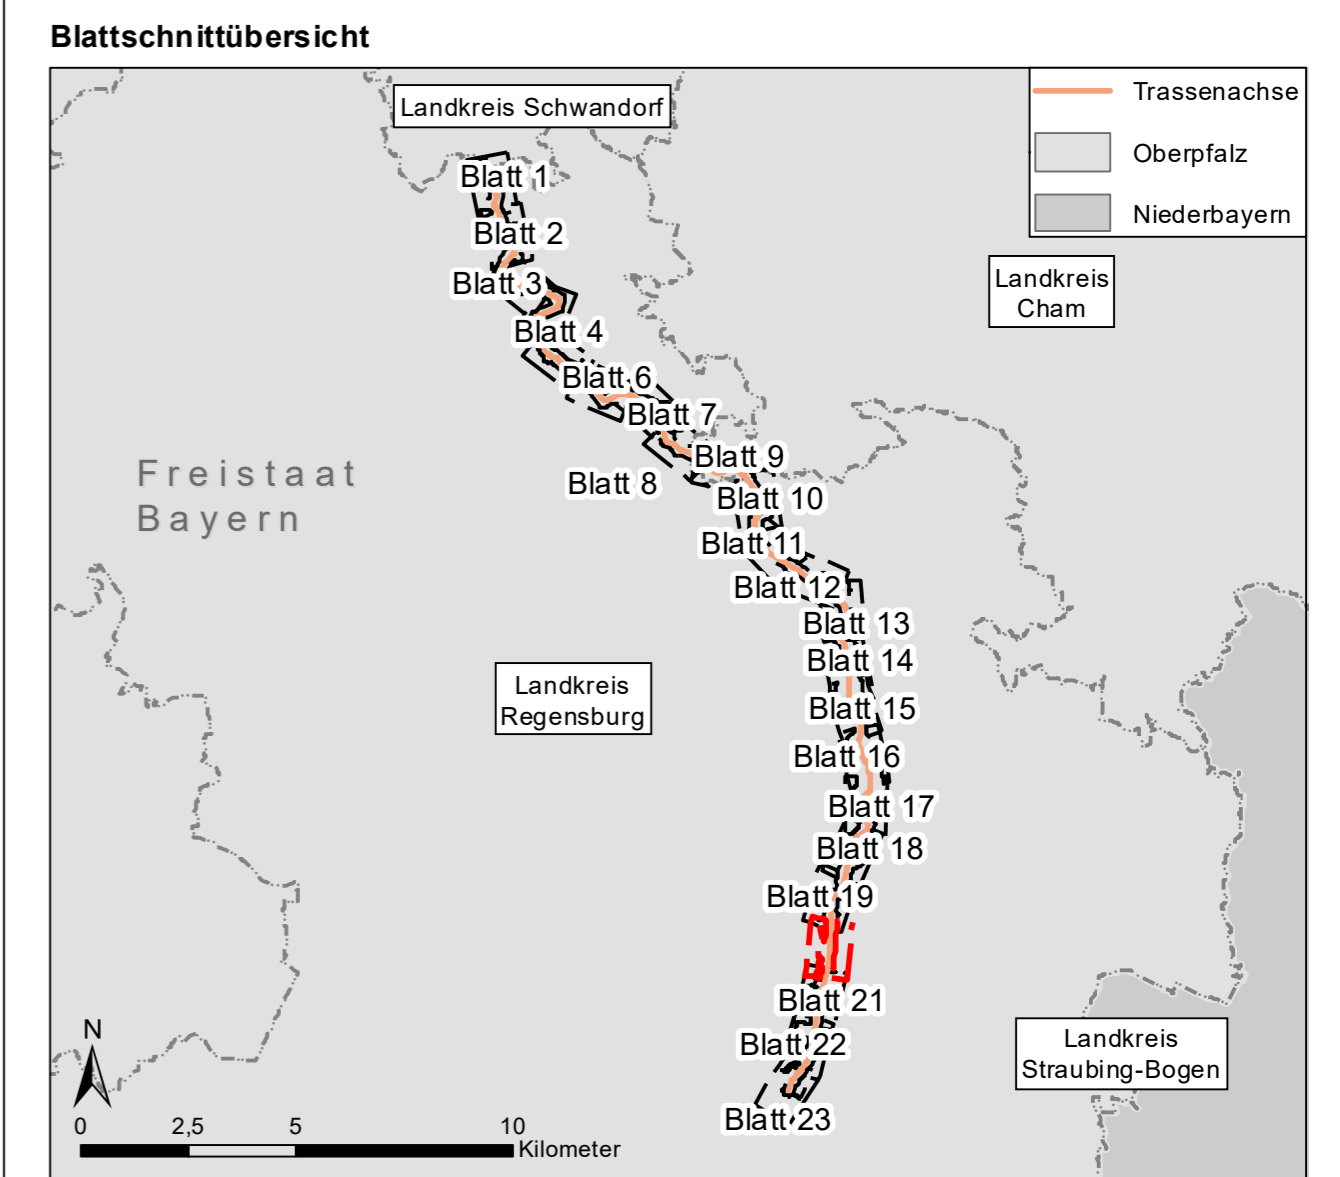 Blattschnittübersicht
Landkreis Schwandorf
Trassenachse
Oberpfalz
Niederbayern
Blatt 1
Blatt 2
Blatt 3
Blatt 4
Blatt 6
Blatt 7
Blatt 9
Blatt 8
Blatt 10
Blatt 11
Blatt 12
Blatt 13
Blatt 14
Blatt 15
Blatt 16
Blatt 17
Blatt 18
Blatt 19
Blatt 21
Blatt 22
Blatt 23
Landkreis
Cham
Freistaat
Bayern
Landkreis
Regensburg
Landkreis
Straubing-Bogen
N
0 2,5 5 10
Kilometer